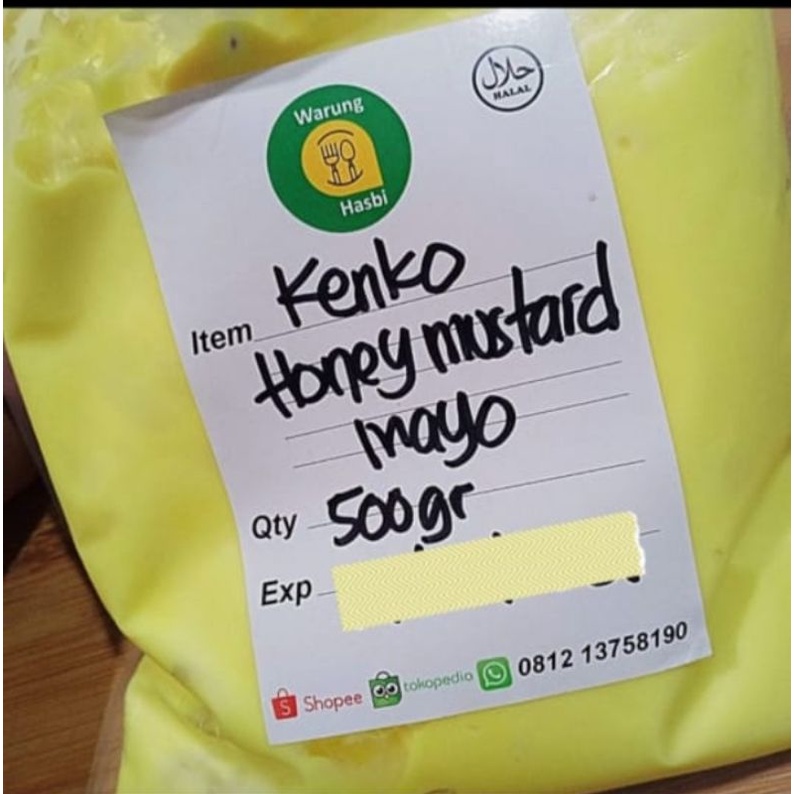 حلال
HALAL
Warung
Hasbi
Item Kenko
Honey mustard
mayo
Qty 500gr
Exp
Shopee tokopedia 0812 13758190